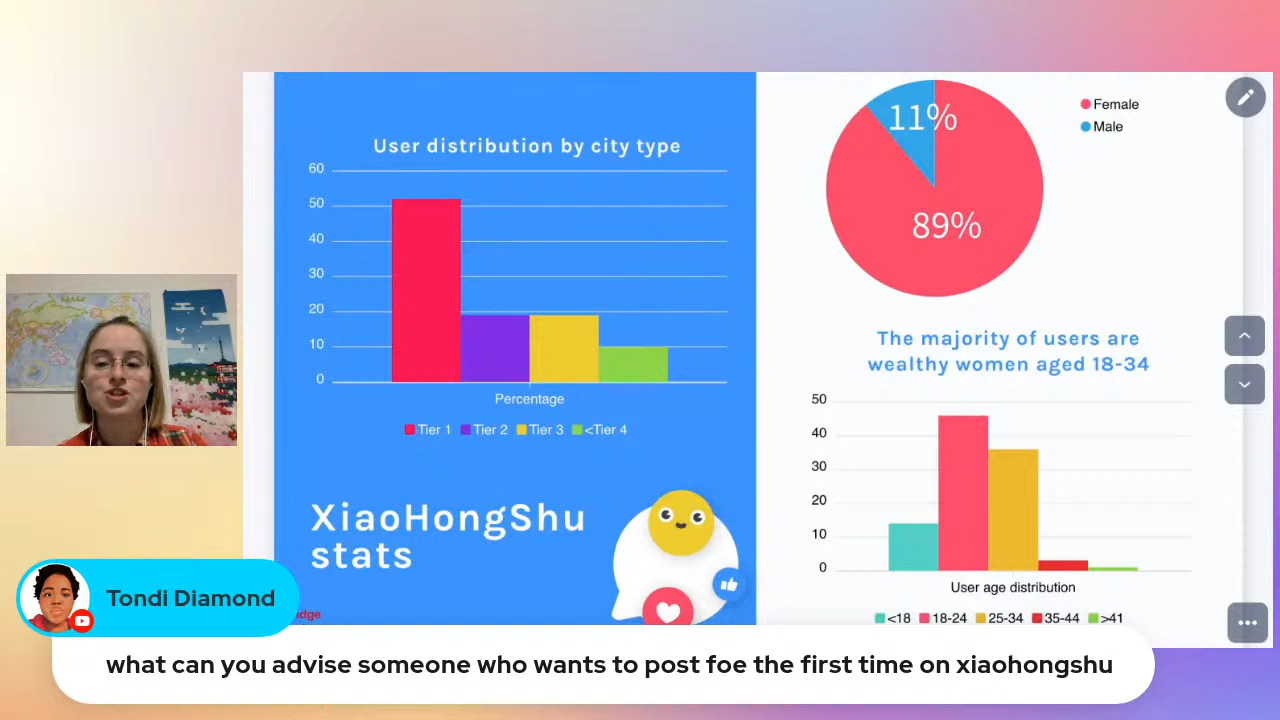 User distribution by city type
60
50
40
30
20
10
0
Percentage
Tier 1 Tier 2 Tier 3 <Tier 4
XiaoHongShu
stats
11%
89%
Female
Male
The majority of users are
wealthy women aged 18-34
50
40
30
20
10
0
User age distribution
<18 18-24 25-34 35-44 >41
Tondi Diamond
what can you advise someone who wants to post foe the first time on xiaohongshu